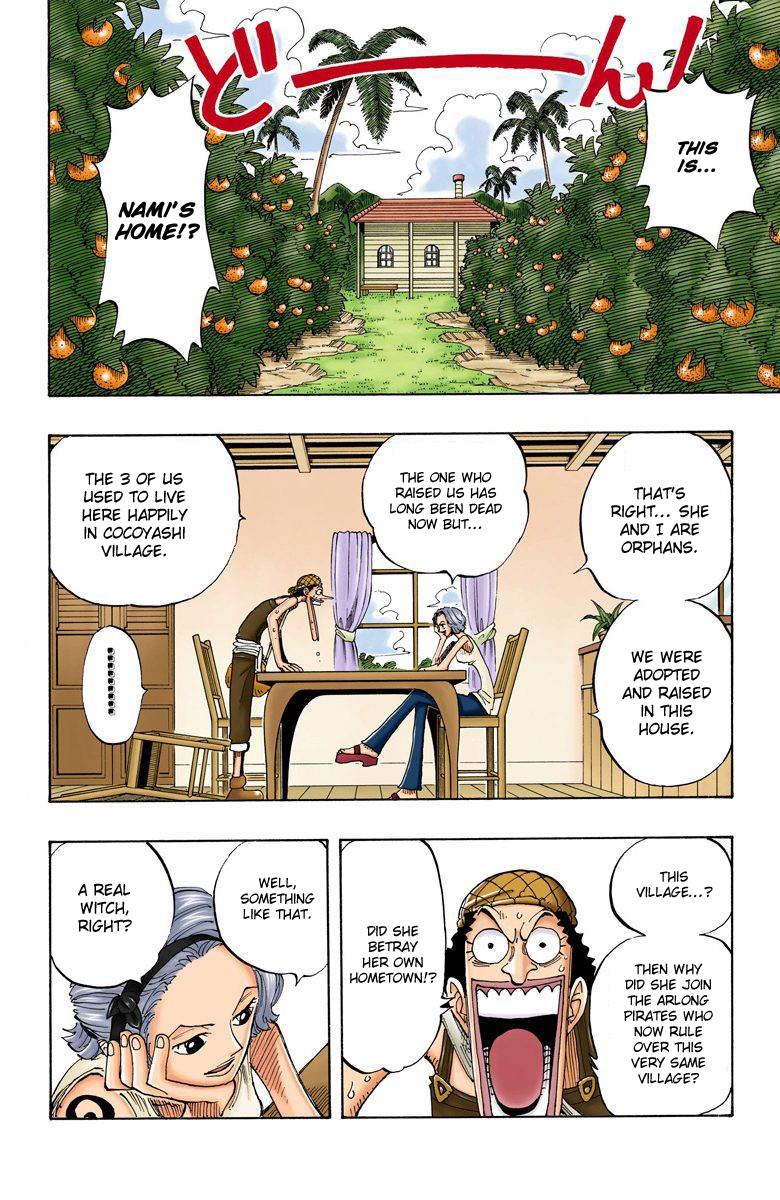 どーん
THIS
IS...
NAMI'S
HOME!?
THAT'S
RIGHT... SHE
AND I ARE
ORPHANS.
WE WERE
ADOPTED
AND RAISED
IN THIS
HOUSE.
THE ONE WHO
RAISED US HAS
LONG BEEN DEAD
NOW BUT...
THE 3 OF US
USED TO LIVE
HERE HAPPILY
IN COCOYASHI
VILLAGE.
THIS
VILLAGE...?
THEN WHY
DID SHE JOIN
THE ARLONG
PIRATES WHO
NOW RULE
OVER THIS
VERY SAME
VILLAGE?
DID SHE
BETRAY
HER OWN
HOMETOWN!?
WELL,
SOMETHING
LIKE THAT.
A REAL
WITCH,
RIGHT?